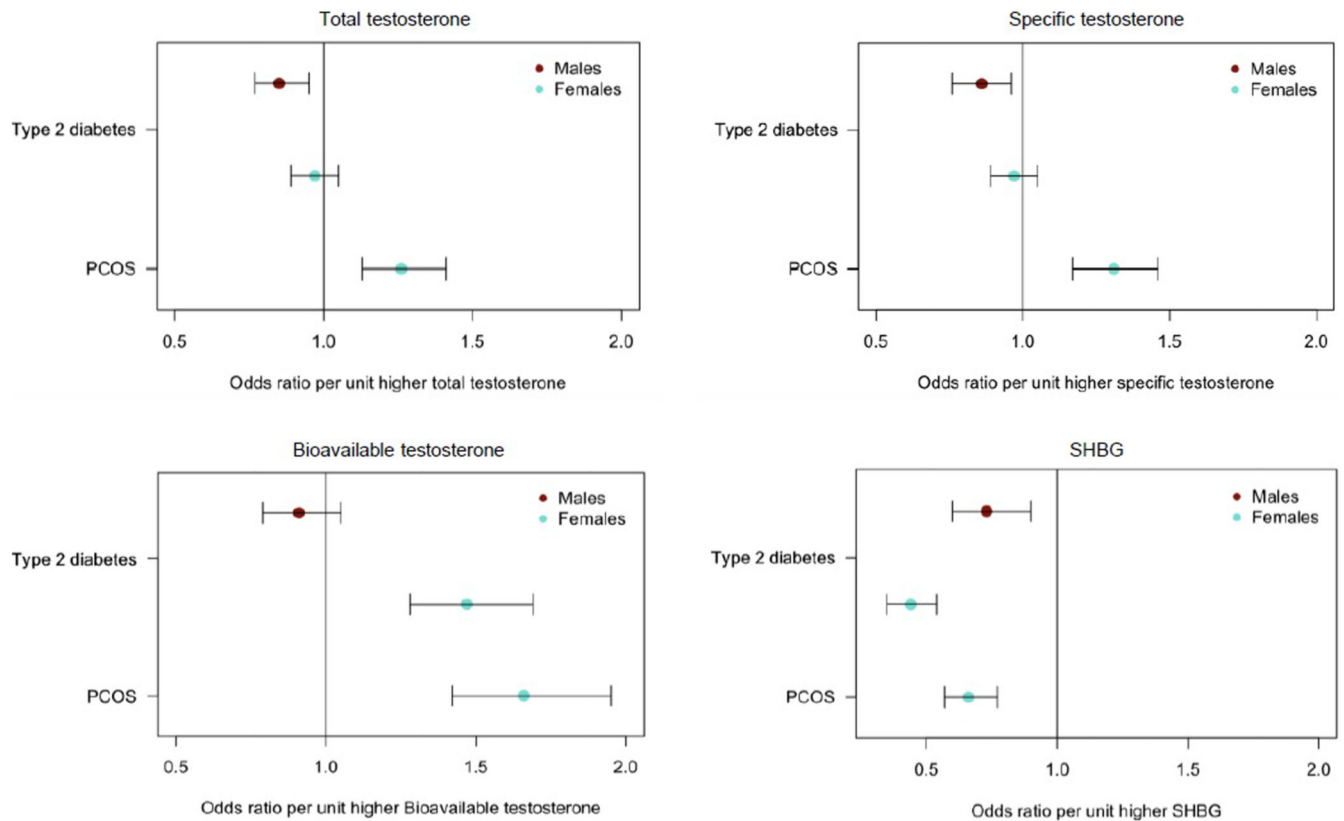 Total testosterone
Males
Females
Type 2 diabetes
PCOS
0.5 1.0 1.5 2.0
Odds ratio per unit higher total testosterone
Specific testosterone
Males
Females
Type 2 diabetes
PCOS
0.5 1.0 1.5 2.0
Odds ratio per unit higher specific testosterone
Bioavailable testosterone
Males
Females
Type 2 diabetes
PCOS
0.5 1.0 1.5 2.0
Odds ratio per unit higher Bioavailable testosterone
SHBG
Males
Females
Type 2 diabetes
PCOS
0.5 1.0 1.5 2.0
Odds ratio per unit higher SHBG